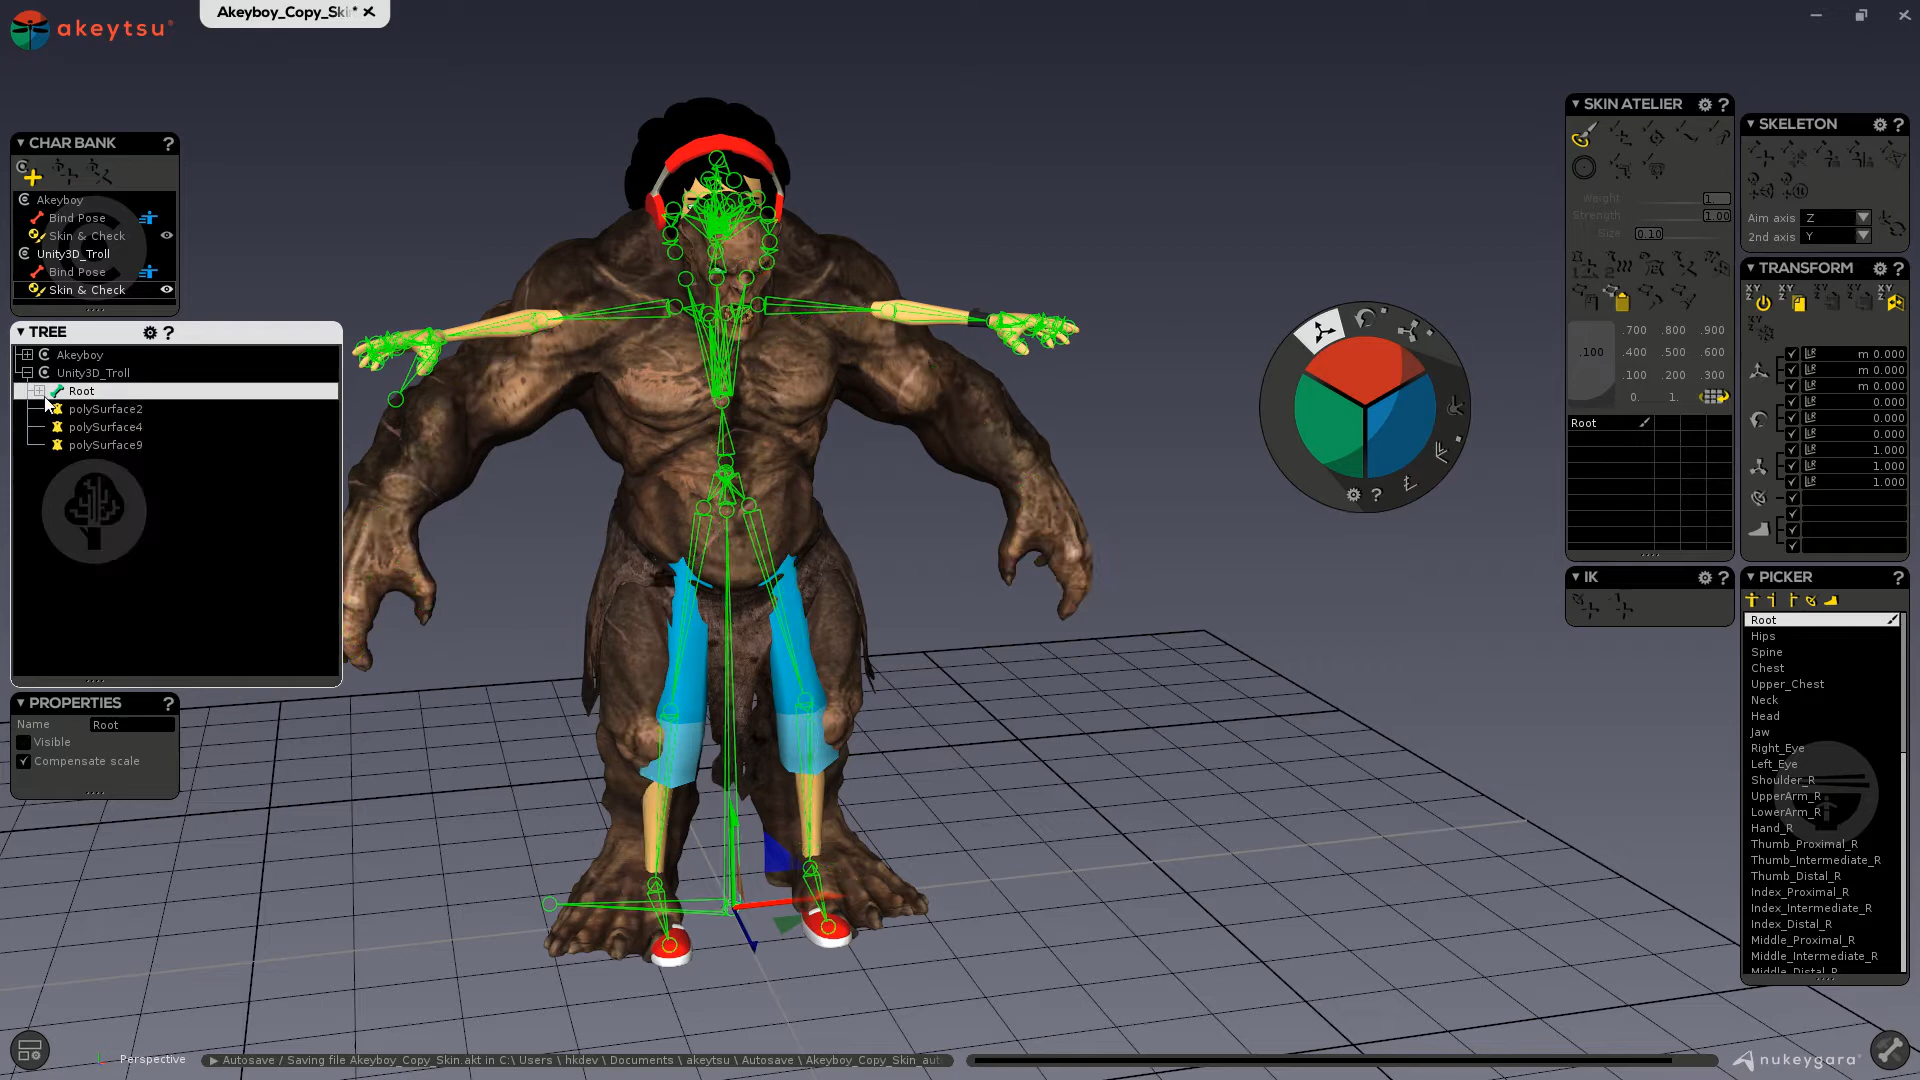 akeytsu
Akeyboy_Copy_Ski*
CHAR BANK
?
Akeyboy
Bind Pose
Skin & Check
Unity3D_Troll
Bind Pose
Skin & Check
TREE
?
Akeyboy
Unity3D_Troll
Root
polySurface2
polySurface4
polySurface9
PROPERTIES
?
Name
Root
Visible
Compensate scale
?
SKIN ATELIER
?
Weight
1.
Strength
1.00
Size
0.10
.700 .800 .900
.100 .400 .500 .600
.100 .200 .300
0. 1.
Root
IK
?
SKELETON
?
Aim axis Z
2nd axis Y
TRANSFORM
?
m 0.000
m 0.000
m 0.000
0.000
0.000
0.000
1.000
1.000
1.000
PICKER
?
Root
Hips
Spine
Chest
Upper_Chest
Neck
Head
Jaw
Right_Eye
Left_Eye
Shoulder_R
UpperArm_R
LowerArm_R
Hand_R
Thumb_Proximal_R
Thumb_Intermediate_R
Thumb_Distal_R
Index_Proximal_R
Index_Intermediate_R
Index_Distal_R
Middle_Proximal_R
Middle_Intermediate_R
Middle_Distal_R
Perspective
Autosave / Saving file Akeyboy_Copy_Skin.akt in C:\ Users \ hkdev \ Documents \ akeytsu \ Autosave \ Akeyboy_Copy_Skin_aut
nukeygara